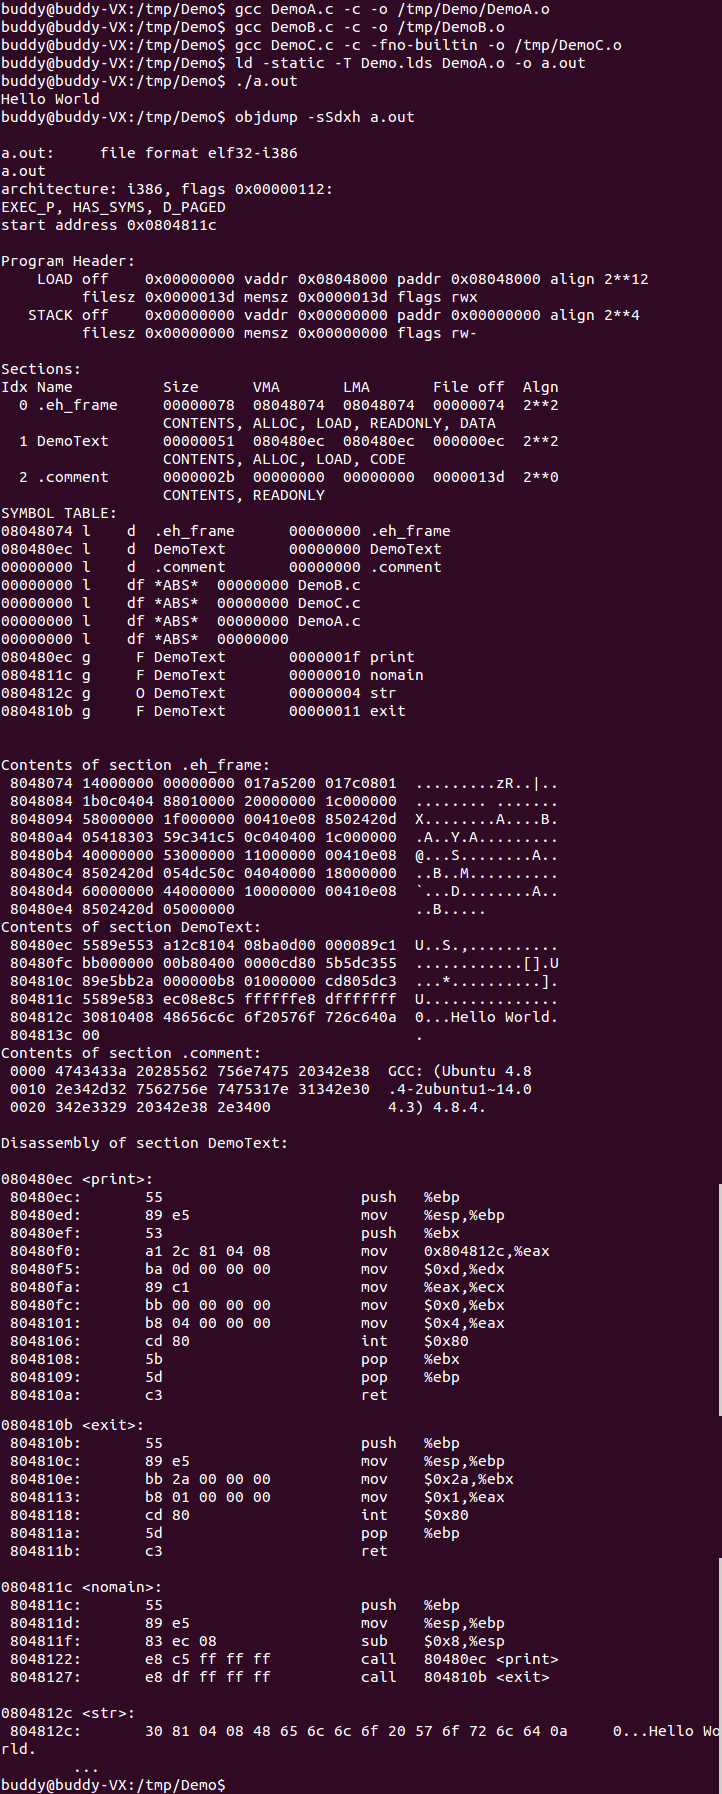 buddy@buddy-VX:/tmp/Demo$ gcc DemoA.c -c -o /tmp/Demo/DemoA.o
buddy@buddy-VX:/tmp/Demo$ gcc DemoB.c -c -o /tmp/DemoB.o
buddy@buddy-VX:/tmp/Demo$ gcc DemoC.c -c -fno-builtin -o /tmp/DemoC.o
buddy@buddy-VX:/tmp/Demo$ ld -static -T Demo.lds DemoA.o -o a.out
buddy@buddy-VX:/tmp/Demo$ ./a.out
Hello World
buddy@buddy-VX:/tmp/Demo$ objdump -sSdxh a.out
a.out:     file format elf32-i386
a.out
architecture: i386, flags 0x00000112:
EXEC_P, HAS_SYMS, D_PAGED
start address 0x0804811c
Program Header:
    LOAD off    0x00000000 vaddr 0x08048000 paddr 0x08048000 align 2**12
         filesz 0x0000013d memsz 0x0000013d flags rwx
   STACK off    0x00000000 vaddr 0x00000000 paddr 0x00000000 align 2**4
         filesz 0x00000000 memsz 0x00000000 flags rw-
Sections:
Idx Name          Size      VMA       LMA       File off  Algn
  0 .eh_frame     00000078  08048074  08048074  00000074  2**2
                  CONTENTS, ALLOC, LOAD, READONLY, DATA
  1 DemoText      00000051  080480ec  080480ec  000000ec  2**2
                  CONTENTS, ALLOC, LOAD, CODE
  2 .comment      0000002b  00000000  00000000  0000013d  2**0
                  CONTENTS, READONLY
SYMBOL TABLE:
08048074 l    d  .eh_frame      00000000 .eh_frame
080480ec l    d  DemoText       00000000 DemoText
00000000 l    d  .comment       00000000 .comment
00000000 l    df *ABS*  00000000 DemoB.c
00000000 l    df *ABS*  00000000 DemoC.c
00000000 l    df *ABS*  00000000 DemoA.c
00000000 l    df *ABS*  00000000
080480ec g     F DemoText       0000001f print
0804811c g     F DemoText       00000010 nomain
0804812c g     O DemoText       00000004 str
0804810b g     F DemoText       00000011 exit
Contents of section .eh_frame:
 8048074 14000000 00000000 017a5200 017c0801  .........zR..|..
 8048084 1b0c0404 88010000 20000000 1c000000  ........ .......
 8048094 58000000 1f000000 00410e08 8502420d  X........A....B.
 80480a4 05418303 59c341c5 0c040400 1c000000  .A..Y.A.........
 80480b4 40000000 53000000 11000000 00410e08  @...S........A..
 80480c4 8502420d 054dc50c 04040000 18000000  ..B..M..........
 80480d4 60000000 44000000 10000000 00410e08  `...D........A..
 80480e4 8502420d 05000000                    ..B.....
Contents of section DemoText:
 80480ec 5589e553 a12c8104 08ba0d00 000089c1  U..S.,..........
 80480fc bb000000 00b80400 0000cd80 5b5dc355  ............[].U
 804810c 89e5bb2a 000000b8 01000000 cd805dc3  ...*..........].
 804811c 5589e583 ec08e8c5 ffffffe8 dfffffff  U...............
 804812c 30810408 48656c6c 6f20576f 726c640a  0...Hello World.
 804813c 00                                   .
Contents of section .comment:
 0000 4743433a 20285562 756e7475 20342e38  GCC: (Ubuntu 4.8
 0010 2e342d32 7562756e 7475317e 31342e30  .4-2ubuntu1~14.0
 0020 342e3329 20342e38 2e3400             4.3) 4.8.4.
Disassembly of section DemoText:
080480ec <print>:
 80480ec:       55                      push   %ebp
 80480ed:       89 e5                   mov    %esp,%ebp
 80480ef:       53                      push   %ebx
 80480f0:       a1 2c 81 04 08          mov    0x804812c,%eax
 80480f5:       ba 0d 00 00 00          mov    $0xd,%edx
 80480fa:       89 c1                   mov    %eax,%ecx
 80480fc:       bb 00 00 00 00          mov    $0x0,%ebx
 8048101:       b8 04 00 00 00          mov    $0x4,%eax
 8048106:       cd 80                   int    $0x80
 8048108:       5b                      pop    %ebx
 8048109:       5d                      pop    %ebp
 804810a:       c3                      ret
0804810b <exit>:
 804810b:       55                      push   %ebp
 804810c:       89 e5                   mov    %esp,%ebp
 804810e:       bb 2a 00 00 00          mov    $0x2a,%ebx
 8048113:       b8 01 00 00 00          mov    $0x1,%eax
 8048118:       cd 80                   int    $0x80
 804811a:       5d                      pop    %ebp
 804811b:       c3                      ret
0804811c <nomain>:
 804811c:       55                      push   %ebp
 804811d:       89 e5                   mov    %esp,%ebp
 804811f:       83 ec 08                sub    $0x8,%esp
 8048122:       e8 c5 ff ff ff          call   80480ec <print>
 8048127:       e8 df ff ff ff          call   804810b <exit>
0804812c <str>:
 804812c:       30 81 04 08 48 65 6c 6c 6f 20 57 6f 72 6c 64 0a     0...Hello Wo
rld.
        ...
buddy@buddy-VX:/tmp/Demo$